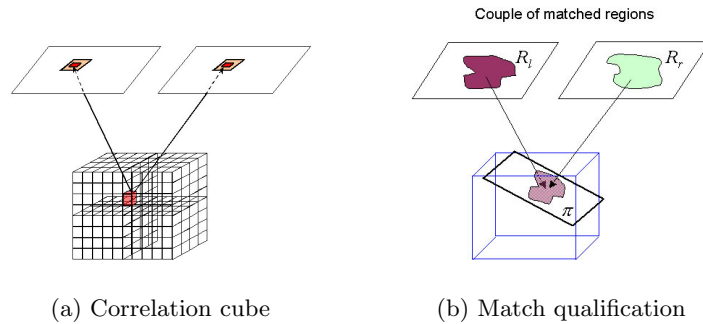 Couple of matched regions
R_l
R_r
π
(a) Correlation cube
(b) Match qualification